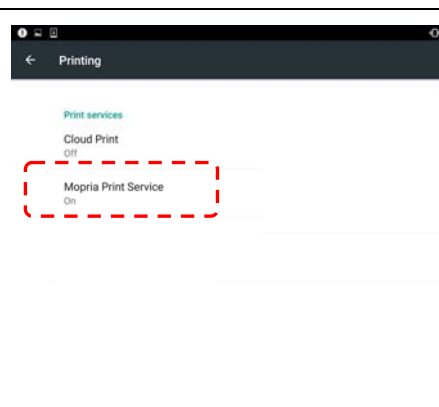 Printing
Print services
Cloud Print
Off
Mopria Print Service
On